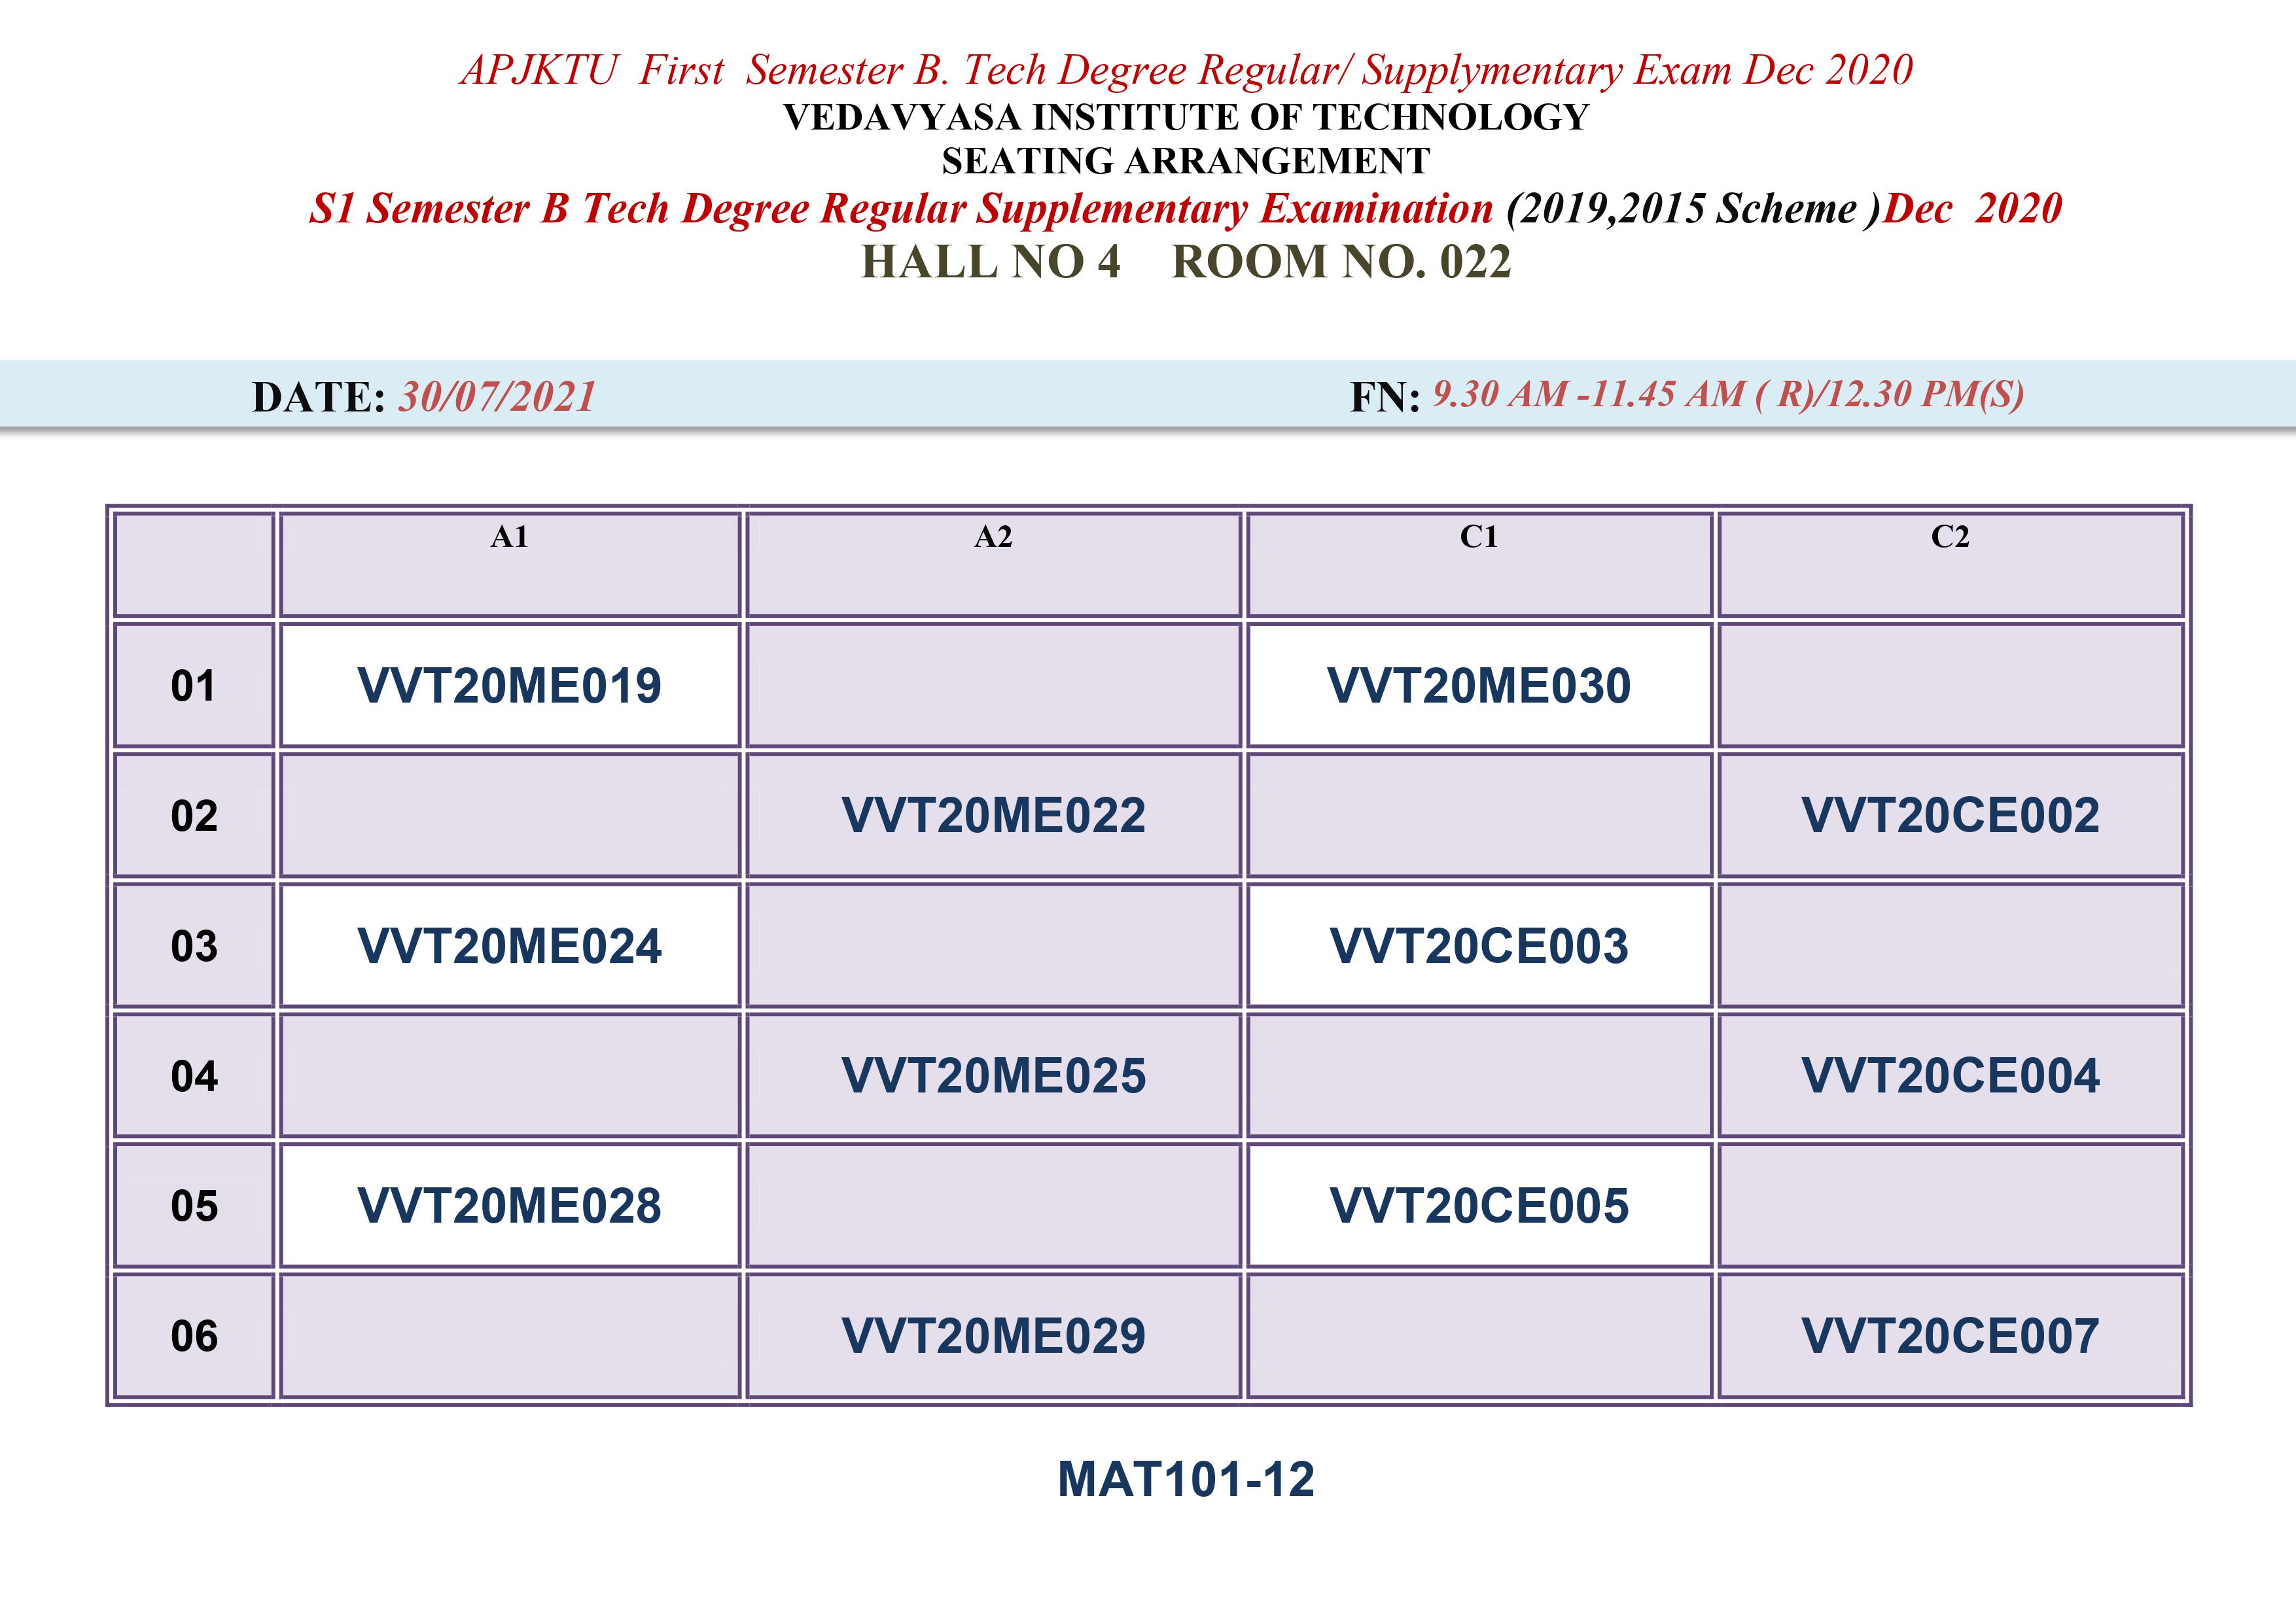 APJKTU First Semester B. Tech Degree Regular/ Supplymentary Exam Dec 2020
VEDAVYASA INSTITUTE OF TECHNOLOGY
SEATING ARRANGEMENT
S1 Semester B Tech Degree Regular Supplementary Examination (2019,2015 Scheme )Dec 2020
HALL NO 4 ROOM NO. 022
DATE: 30/07/2021 FN: 9.30 AM -11.45 AM ( R)/12.30 PM(S)
A1 A2 C1 C2
01 VVT20ME019 VVT20ME030
02 VVT20ME022 VVT20CE002
03 VVT20ME024 VVT20CE003
04 VVT20ME025 VVT20CE004
05 VVT20ME028 VVT20CE005
06 VVT20ME029 VVT20CE007
MAT101-12